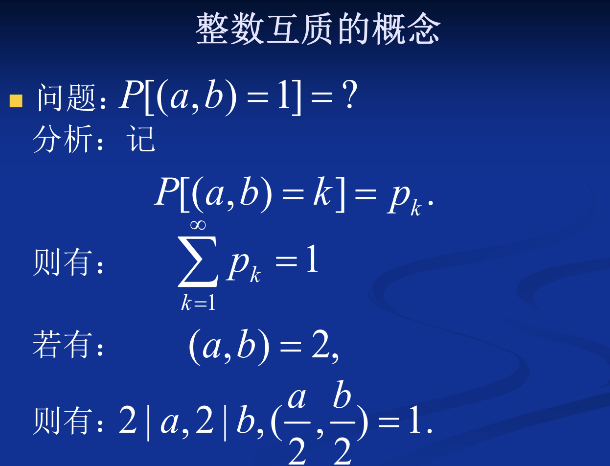 整数互质的概念
■ 问题：P[(a,b)=1]=?
分析：记
P[(a,b)=k]=p_k.
则有： \sum_{k=1}^{∞} p_k=1
若有： (a,b)=2,
则有：2|a,2|b,(\frac{a}{2},\frac{b}{2})=1.